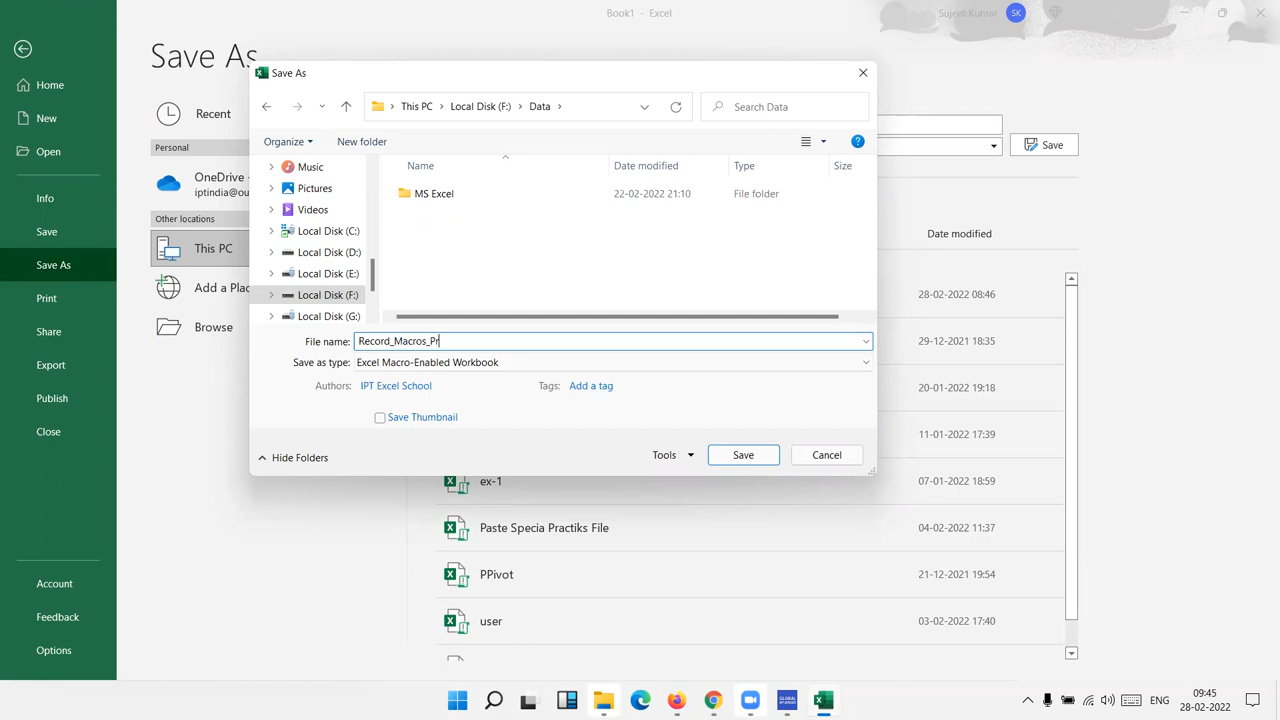 Book1 - Excel
Sujeet Kumar
SK
Save As
Home
New
Open
Info
Save
Save As
Print
Share
Export
Publish
Close
Account
Feedback
Options
Recent
Personal
OneDrive -
iptindia@ou
Other locations
This PC
Add a Plac
Browse
Save
Date modified
28-02-2022 08:46
29-12-2021 18:35
20-01-2022 19:18
11-01-2022 17:39
ex-1
07-01-2022 18:59
Paste Specia Practiks File
04-02-2022 11:37
PPivot
21-12-2021 19:54
user
03-02-2022 17:40
Save As
This PC > Local Disk (F:) > Data >
Search Data
Organize
New folder
Music
Pictures
Videos
Local Disk (C:)
Local Disk (D:)
Local Disk (E:)
Local Disk (F:)
Local Disk (G:)
Name Date modified Type Size
MS Excel 22-02-2022 21:10 File folder
File name: Record_Macros_Pr
Save as type: Excel Macro-Enabled Workbook
Authors: IPT Excel School Tags: Add a tag
Save Thumbnail
Hide Folders
Tools
Save
Cancel
GLOBAL
ENG
09:45
28-02-2022